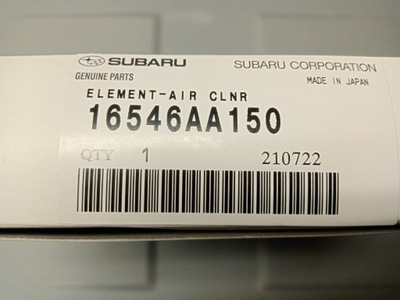 SUBARU SUBARU CORPORATION
GENUINE PARTS MADE IN JAPAN
ELEMENT-AIR CLNR
16546AA150
QTY 1 210722